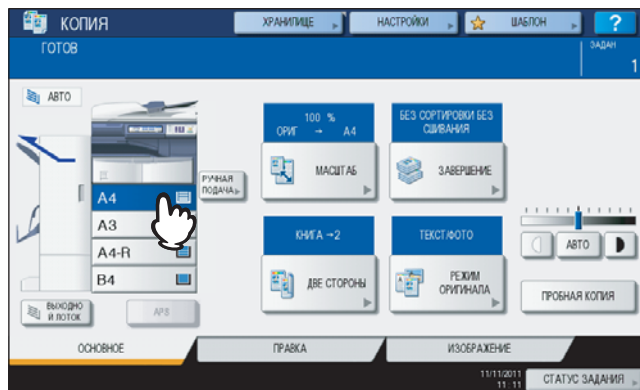 КОПИЯ
ХРАНИЛИЩЕ
НАСТРОЙКИ
ШАБЛОН
?
ГОТОВ
ЗАДАН
1
АВТО
100 %
ОРИГ → A4
МАСШТАБ
БЕЗ СОРТИРОВКИ БЕЗ
СШИВАНИЯ
ЗАВЕРШЕНИЕ
РУЧНАЯ
ПОДАЧА
A4
A3
A4-R
B4
КНИГА →2
ДВЕ СТОРОНЫ
ТЕКСТ/ФОТО
РЕЖИМ
ОРИГИНАЛА
АВТО
ПРОБНАЯ КОПИЯ
ВЫХОДНО
Й ЛОТОК
APS
ОСНОВНОЕ
ПРАВКА
ИЗОБРАЖЕНИЕ
11/11/2011
11:11
СТАТУС ЗАДАНИЯ